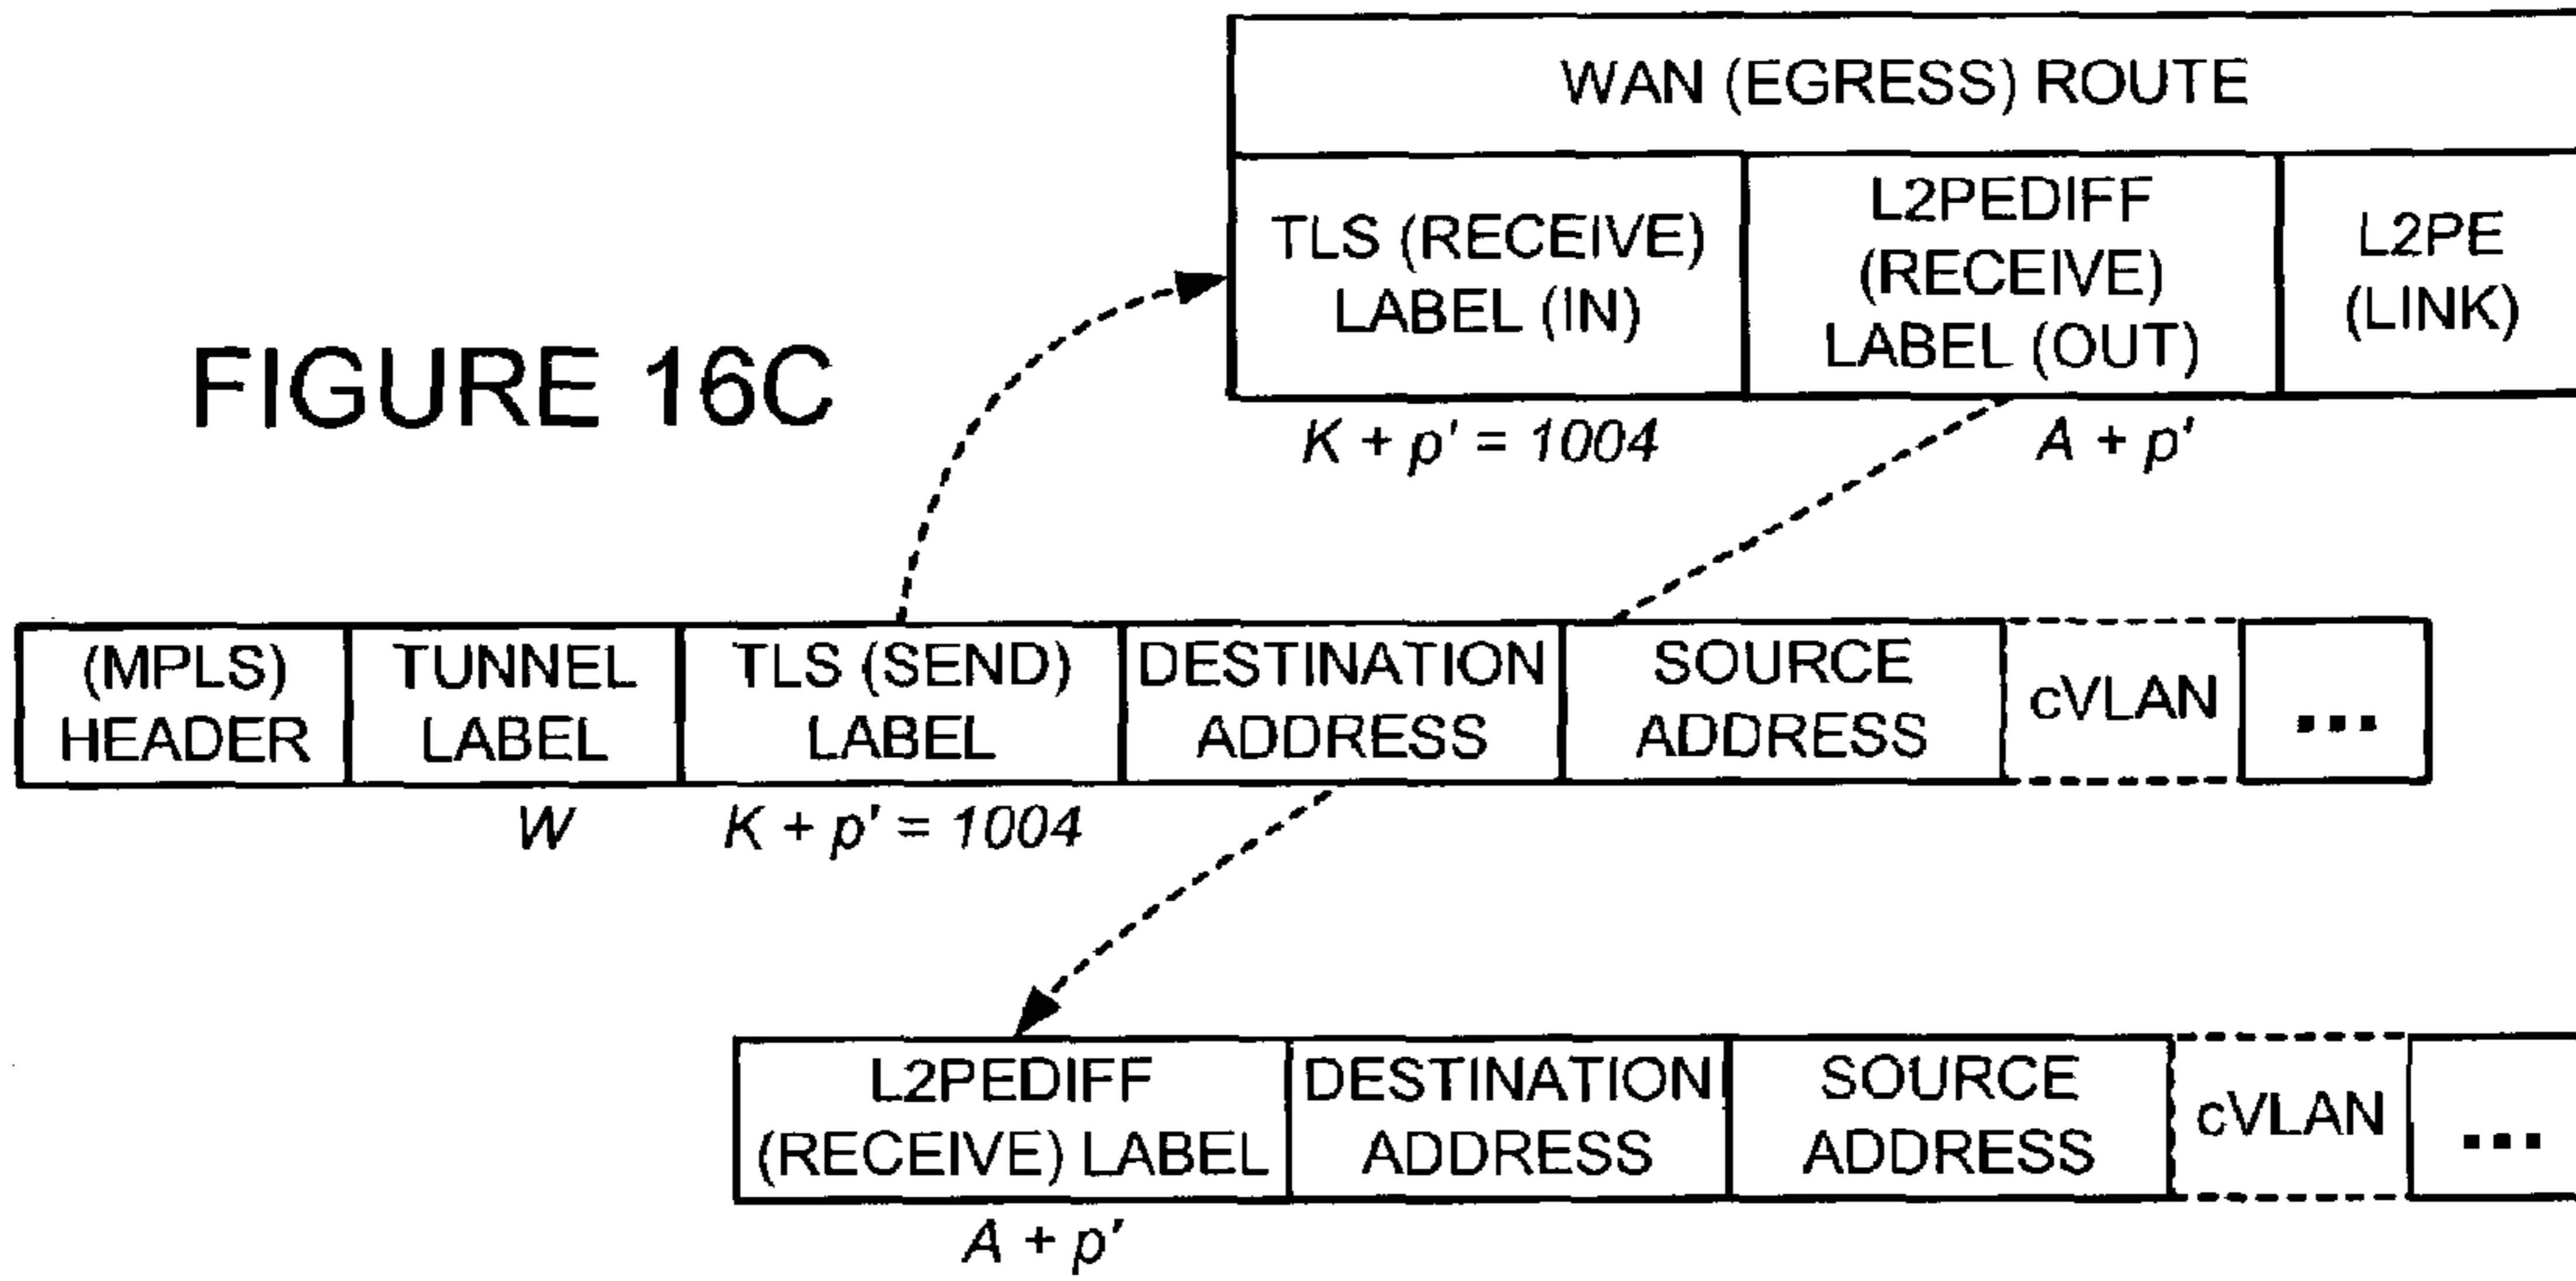 WAN (EGRESS) ROUTE
TLS (RECEIVE)
LABEL (IN)
L2PEDIFF
(RECEIVE)
LABEL (OUT)
L2PE
(LINK)
FIGURE 16C
K + p' = 1004
A + p'
(MPLS)
HEADER
TUNNEL
LABEL
TLS (SEND)
LABEL
DESTINATION
ADDRESS
SOURCE
ADDRESS
cVLAN
...
W
K + p' = 1004
L2PEDIFF
(RECEIVE) LABEL
DESTINATION
ADDRESS
SOURCE
ADDRESS
cVLAN
...
A + p'